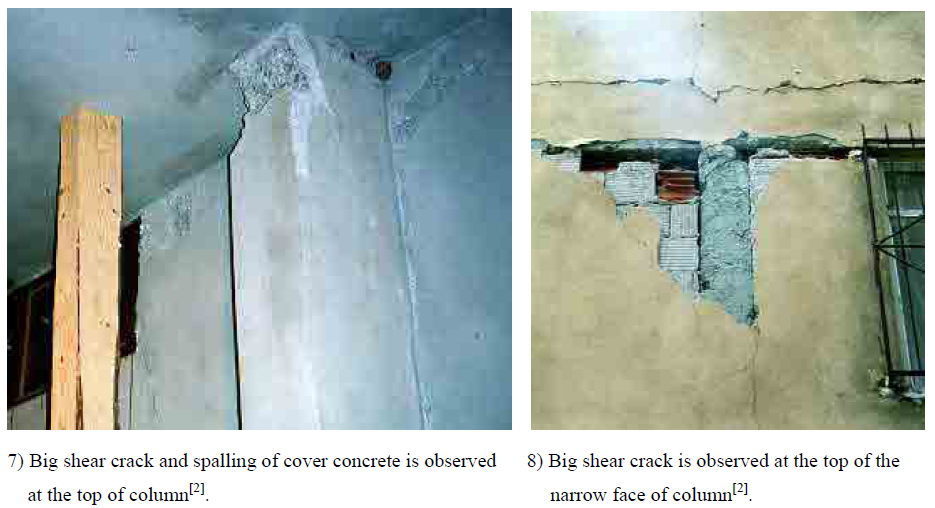 7) Big shear crack and spalling of cover concrete is observed
at the top of column[2].
8) Big shear crack is observed at the top of the
narrow face of column[2].